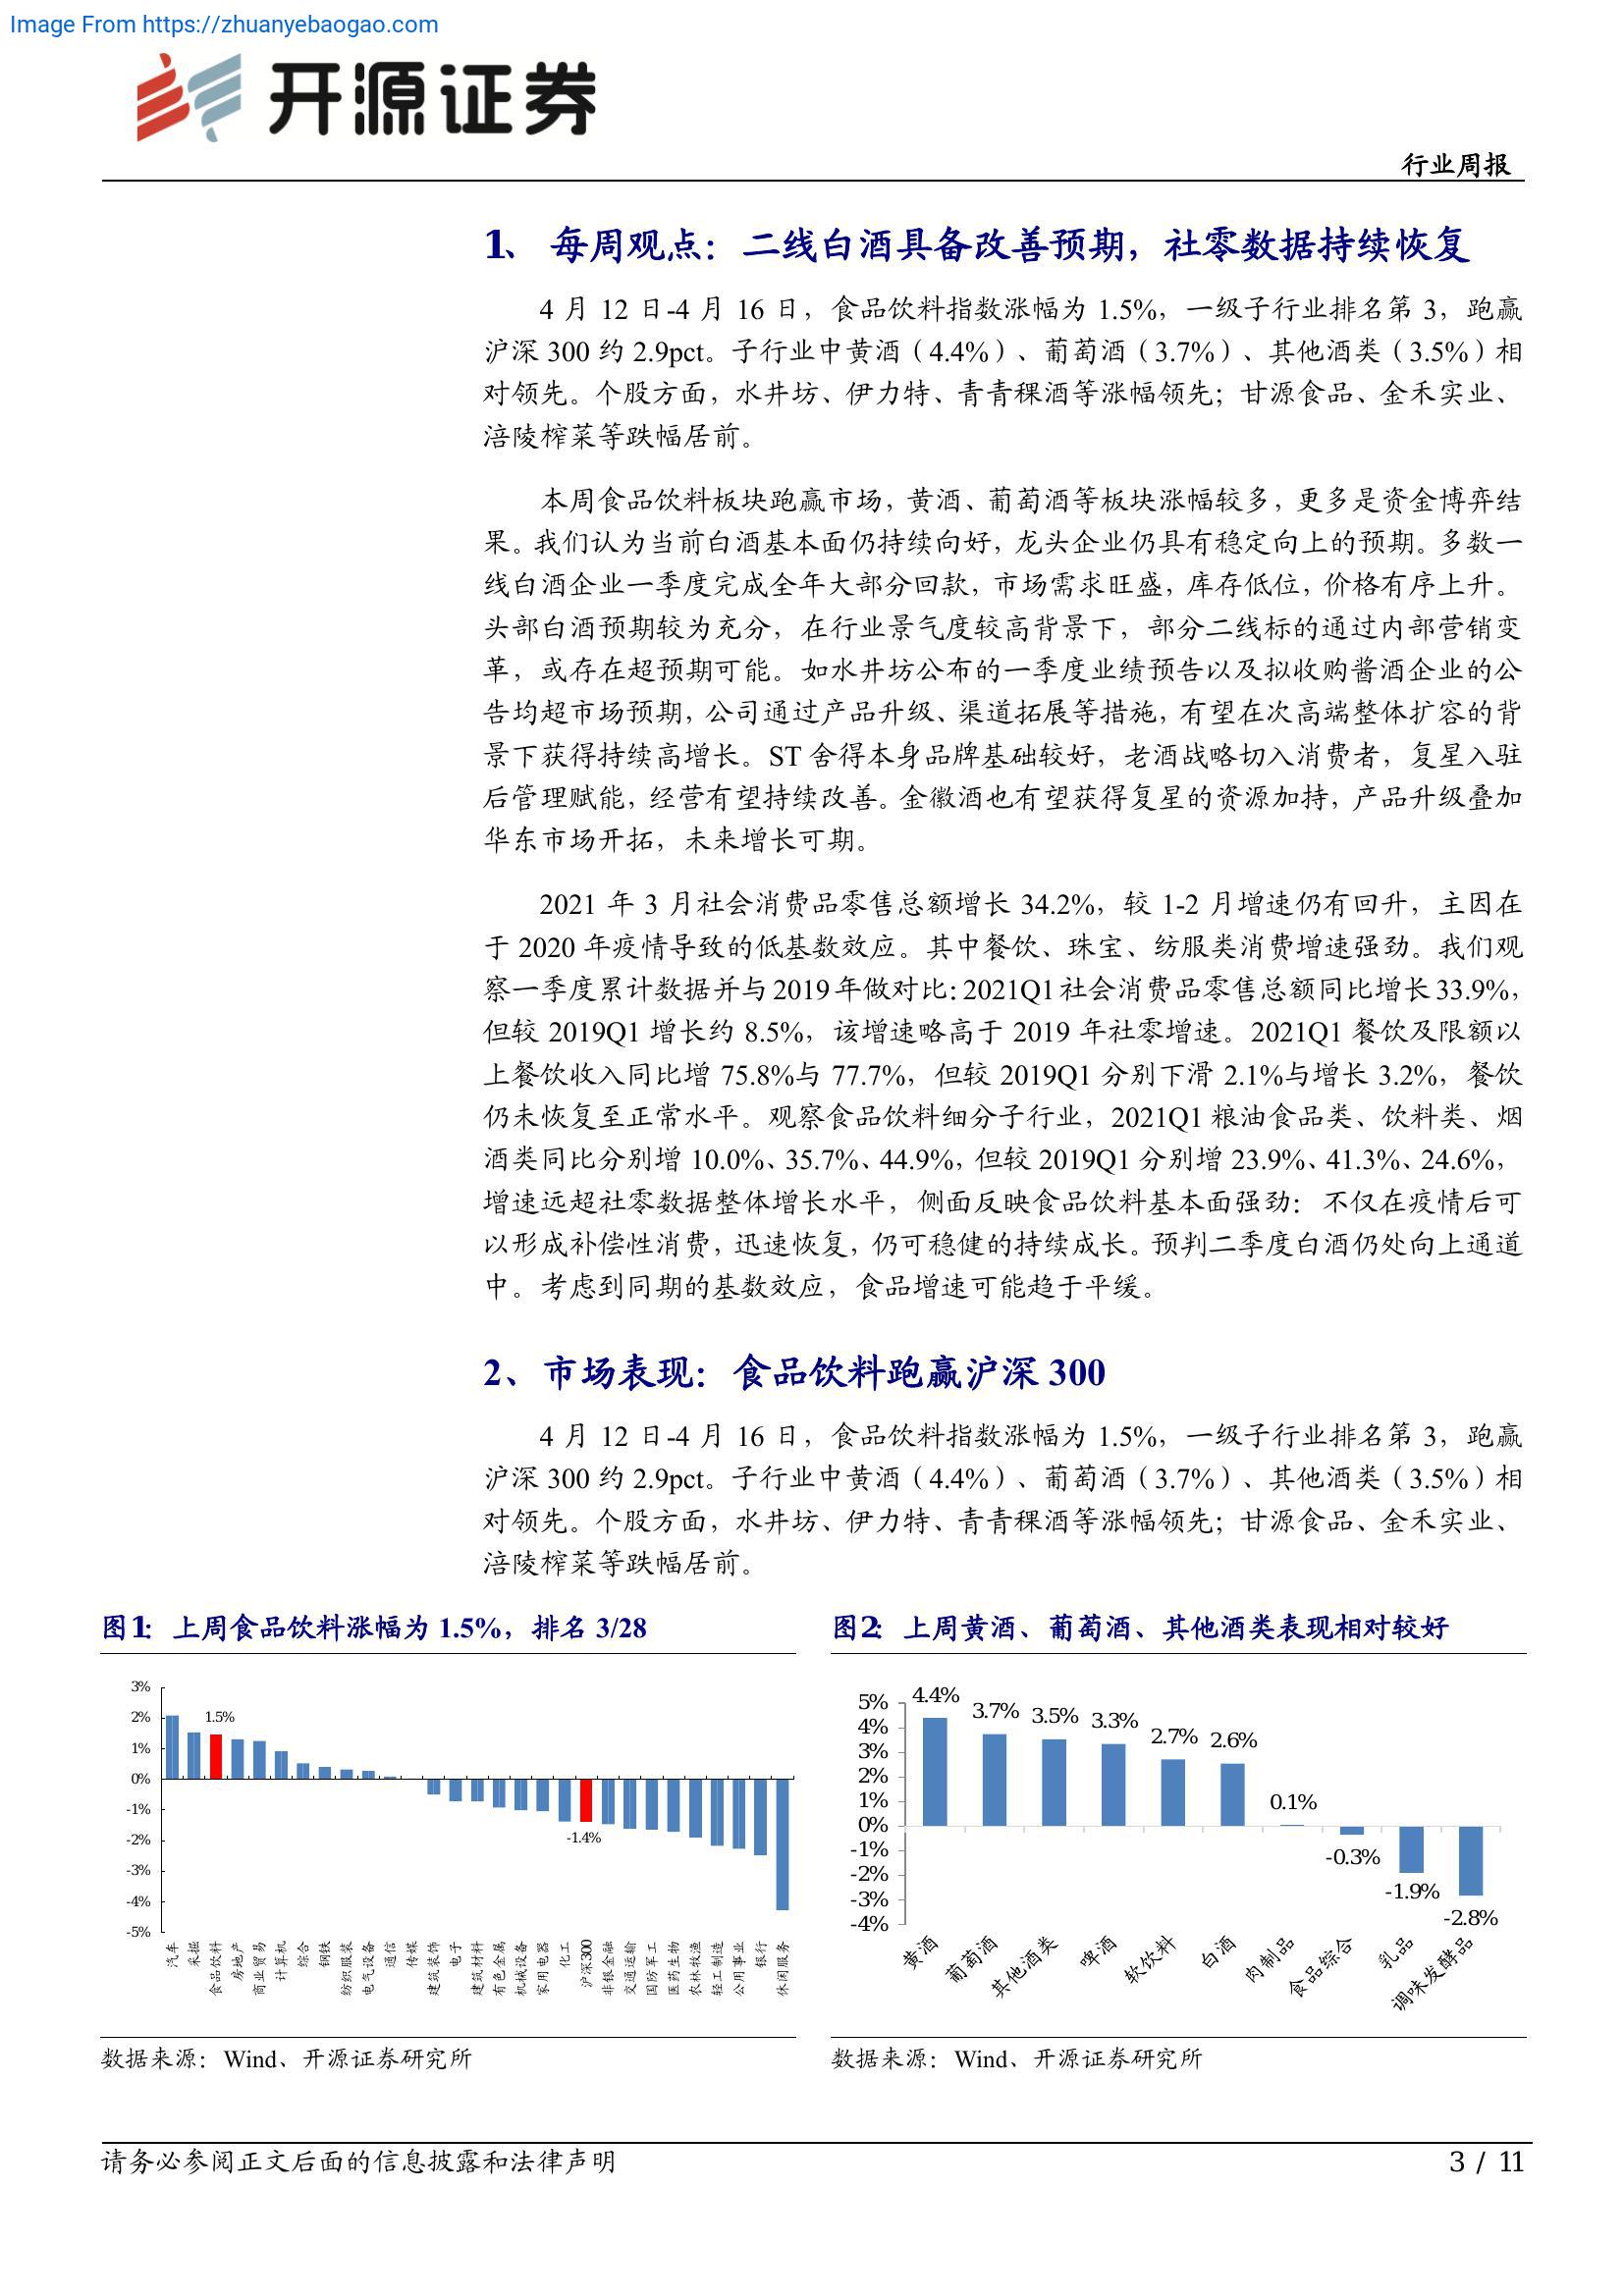 Image From https://zhuanyebaogao.com
开源证券
行业周报
1、 每周观点：二线白酒具备改善预期，社零数据持续恢复
4 月 12 日-4 月 16 日，食品饮料指数涨幅为 1.5%，一级子行业排名第 3，跑赢
沪深 300 约 2.9pct。子行业中黄酒（4.4%）、葡萄酒（3.7%）、其他酒类（3.5%）相
对领先。个股方面，水井坊、伊力特、青青稞酒等涨幅领先；甘源食品、金禾实业、
涪陵榨菜等跌幅居前。
本周食品饮料板块跑赢市场，黄酒、葡萄酒等板块涨幅较多，更多是资金博弈结
果。我们认为当前白酒基本面仍持续向好，龙头企业仍具有稳定向上的预期。多数一
线白酒企业一季度完成全年大部分回款，市场需求旺盛，库存低位，价格有序上升。
头部白酒预期较为充分，在行业景气度较高背景下，部分二线标的通过内部营销变
革，或存在超预期可能。如水井坊公布的一季度业绩预告以及拟收购酱酒企业的公
告均超市场预期，公司通过产品升级、渠道拓展等措施，有望在次高端整体扩容的背
景下获得持续高增长。ST 舍得本身品牌基础较好，老酒战略切入消费者，复星入驻
后管理赋能，经营有望持续改善。金徽酒也有望获得复星的资源加持，产品升级叠加
华东市场开拓，未来增长可期。
2021 年 3 月社会消费品零售总额增长 34.2%，较 1-2 月增速仍有回升，主因在
于 2020 年疫情导致的低基数效应。其中餐饮、珠宝、纺服类消费增速强劲。我们观
察一季度累计数据并与 2019 年做对比：2021Q1 社会消费品零售总额同比增长 33.9%，
但较 2019Q1 增长约 8.5%，该增速略高于 2019 年社零增速。2021Q1 餐饮及限额以
上餐饮收入同比增 75.8%与 77.7%，但较 2019Q1 分别下滑 2.1%与增长 3.2%，餐饮
仍未恢复至正常水平。观察食品饮料细分子行业，2021Q1 粮油食品类、饮料类、烟
酒类同比分别增 10.0%、35.7%、44.9%，但较 2019Q1 分别增 23.9%、41.3%、24.6%，
增速远超社零数据整体增长水平，侧面反映食品饮料基本面强劲：不仅在疫情后可
以形成补偿性消费，迅速恢复，仍可稳健的持续成长。预判二季度白酒仍处向上通道
中。考虑到同期的基数效应，食品增速可能趋于平缓。
2、市场表现：食品饮料跑赢沪深 300
4 月 12 日-4 月 16 日，食品饮料指数涨幅为 1.5%，一级子行业排名第 3，跑赢
沪深 300 约 2.9pct。子行业中黄酒（4.4%）、葡萄酒（3.7%）、其他酒类（3.5%）相
对领先。个股方面，水井坊、伊力特、青青稞酒等涨幅领先；甘源食品、金禾实业、
涪陵榨菜等跌幅居前。
图1：上周食品饮料涨幅为 1.5%，排名 3/28
3%
2%
1%
0%
-1%
-2%
-3%
-4%
-5%
1.5%
-1.4%
汽车
采掘
食品饮料
房地产
商业贸易
计算机
综合
钢铁
纺织服装
电气设备
通信
传媒
建筑装饰
电子
建筑材料
有色金属
机械设备
家用电器
化工
沪深300
非银金融
交通运输
国防军工
医药生物
农林牧渔
轻工制造
公用事业
银行
休闲服务
数据来源：Wind、开源证券研究所
图2：上周黄酒、葡萄酒、其他酒类表现相对较好
5%
4%
3%
2%
1%
0%
-1%
-2%
-3%
-4%
4.4%
3.7%
3.5%
3.3%
2.7%
2.6%
0.1%
-0.3%
-1.9%
-2.8%
黄酒
葡萄酒
其他酒类
啤酒
软饮料
白酒
肉制品
食品综合
乳品
调味发酵品
数据来源：Wind、开源证券研究所
请务必参阅正文后面的信息披露和法律声明
3 / 11